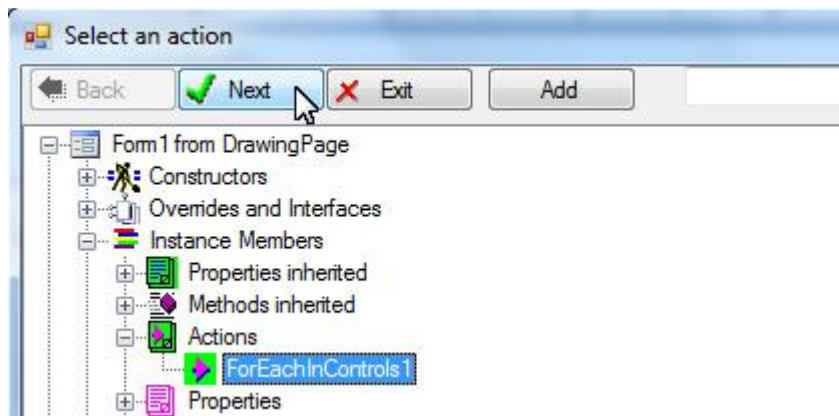 Select an action
Back Next Exit Add
Form1 from DrawingPage
Constructors
Overrides and Interfaces
Instance Members
Properties inherited
Methods inherited
Actions
ForEachInControls1
Properties